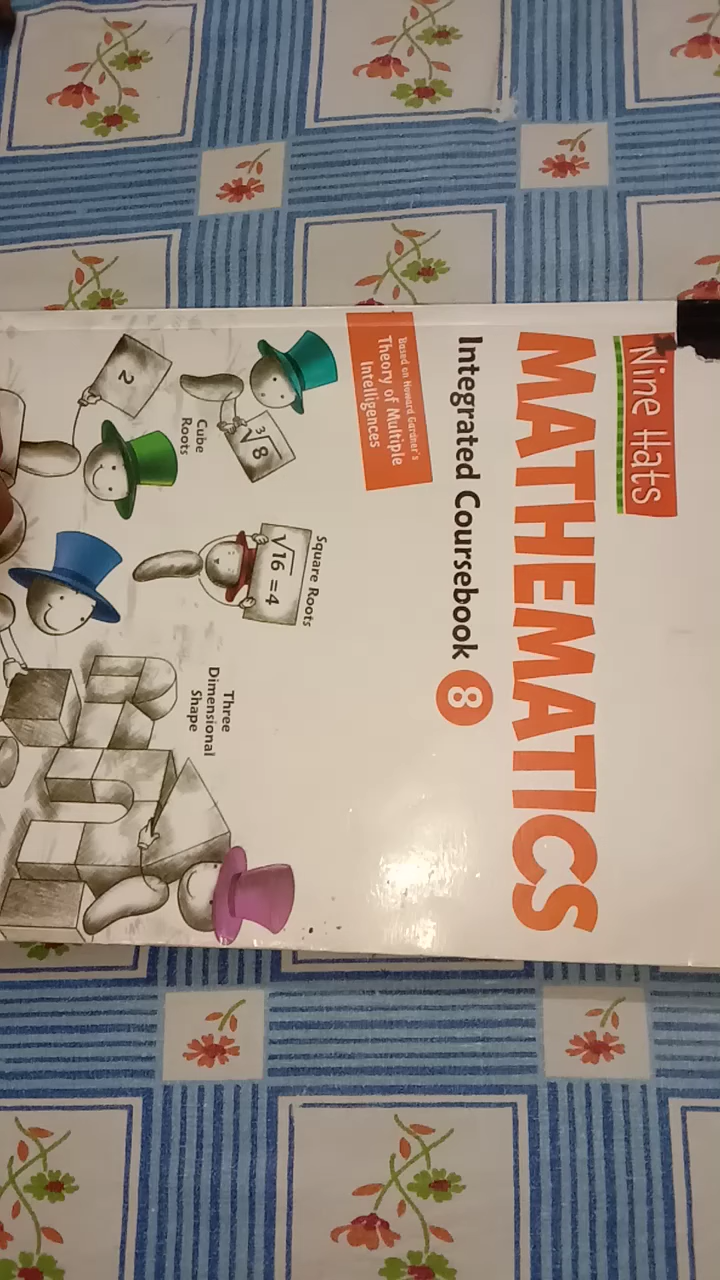 Nine Hats
MATHEMATICS
Integrated Coursebook 8
Based on Howard Gardner's
Theory of Multiple
Intelligences
Square Roots
√16 = 4
∛8
Cube
Roots
2
Three
Dimensional
Shape